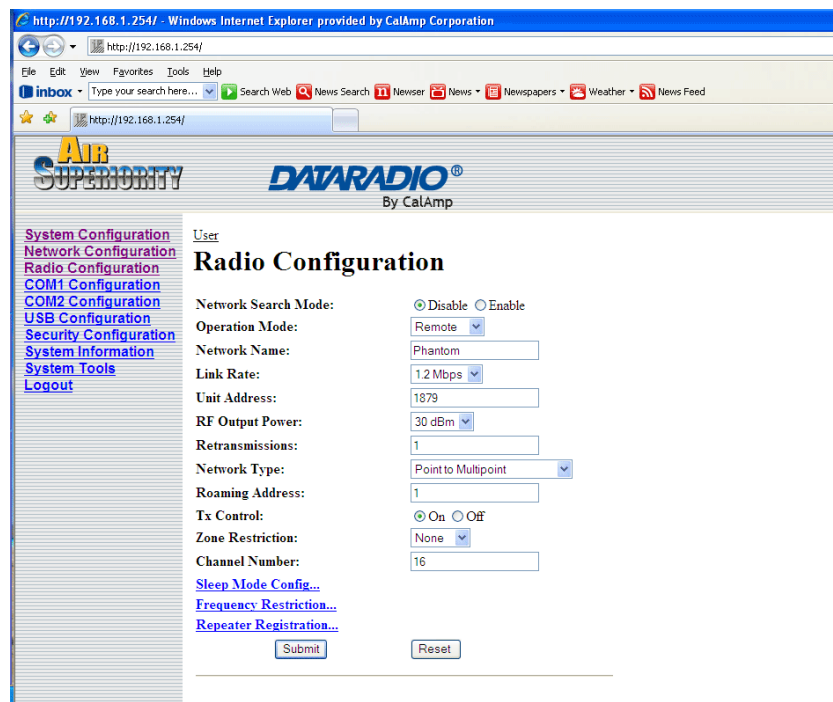 http://192.168.1.254/ - Windows Internet Explorer provided by CalAmp Corporation
http://192.168.1.254/
File Edit View Favorites Tools Help
inbox Type your search here... Search Web News Search Newser News Newspapers Weather News Feed
http://192.168.1.254/
AIR SUPERIORITY
DATARADIO®
By CalAmp
System Configuration
Network Configuration
Radio Configuration
COM1 Configuration
COM2 Configuration
USB Configuration
Security Configuration
System Information
System Tools
Logout
User
Radio Configuration
Network Search Mode: Disable Enable
Operation Mode: Remote
Network Name: Phantom
Link Rate: 1.2 Mbps
Unit Address: 1879
RF Output Power: 30 dBm
Retransmissions: 1
Network Type: Point to Multipoint
Roaming Address: 1
Tx Control: On Off
Zone Restriction: None
Channel Number: 16
Sleep Mode Config...
Frequency Restriction...
Repeater Registration...
Submit Reset